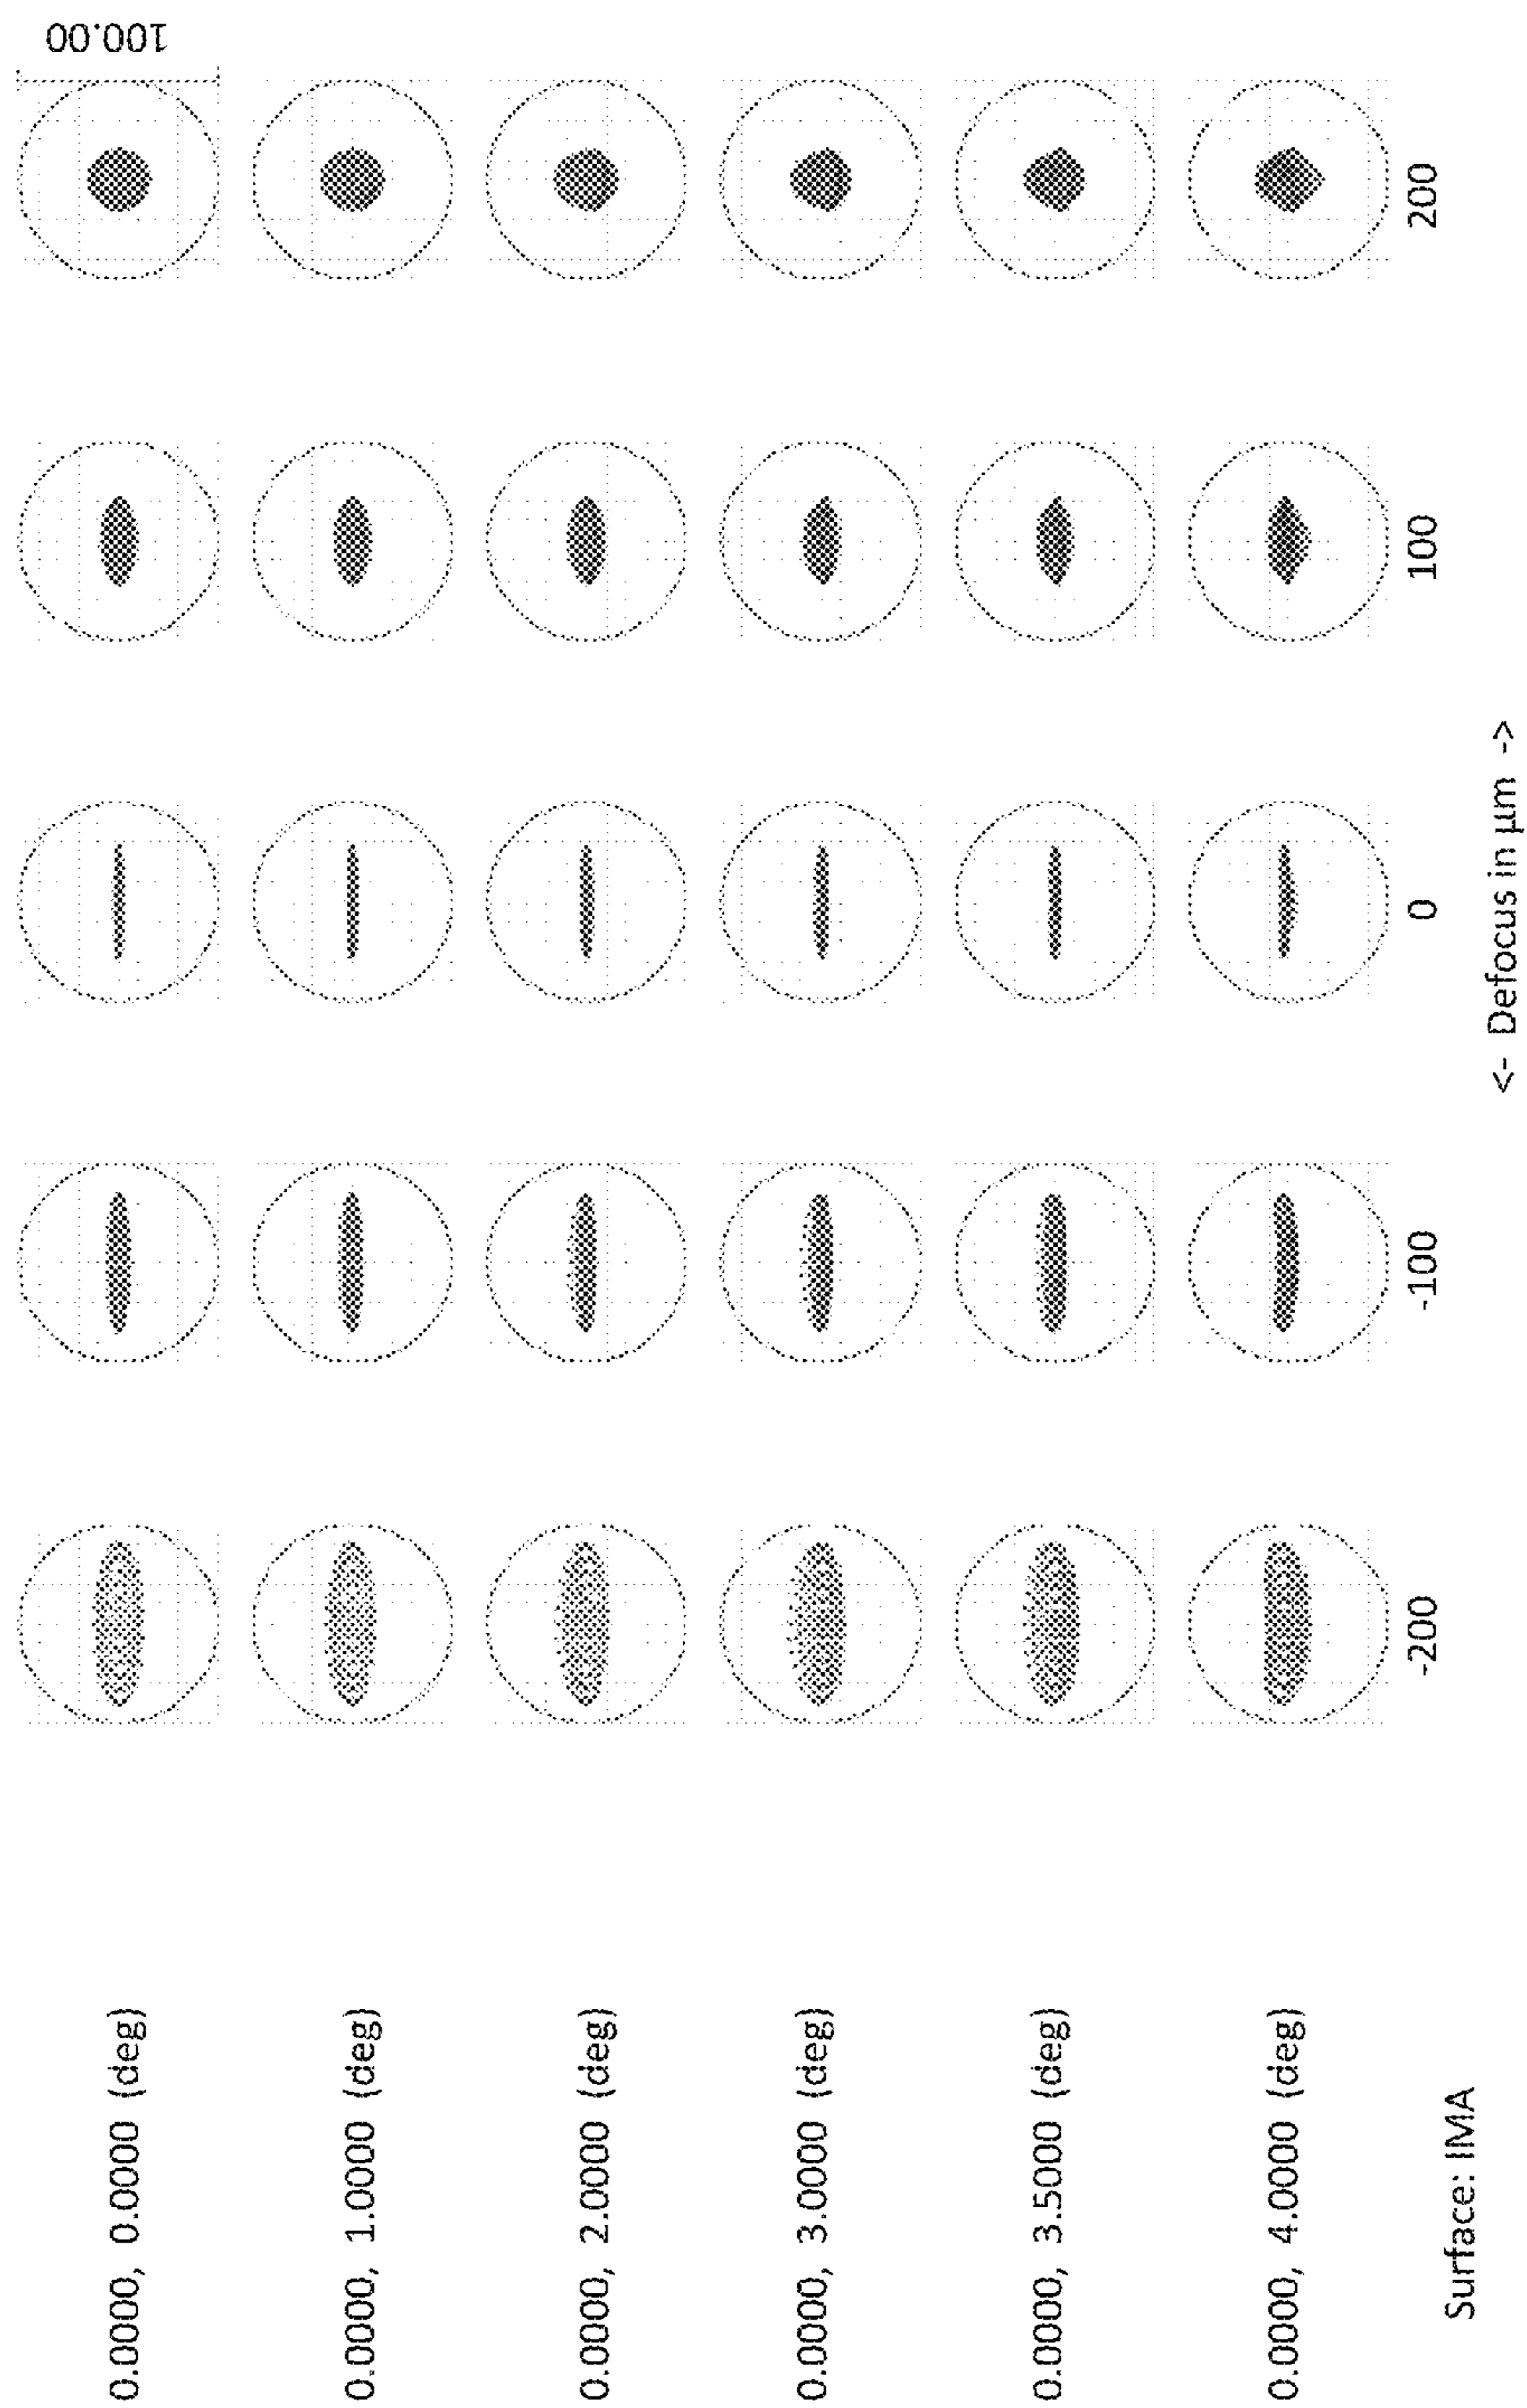 100.00
0.0000, 0.0000 (deg)
0.0000, 1.0000 (deg)
0.0000, 2.0000 (deg)
0.0000, 3.0000 (deg)
0.0000, 3.5000 (deg)
0.0000, 4.0000 (deg)
-200 -100 0 100 200
Surface: IMA
<- Defocus in µm ->